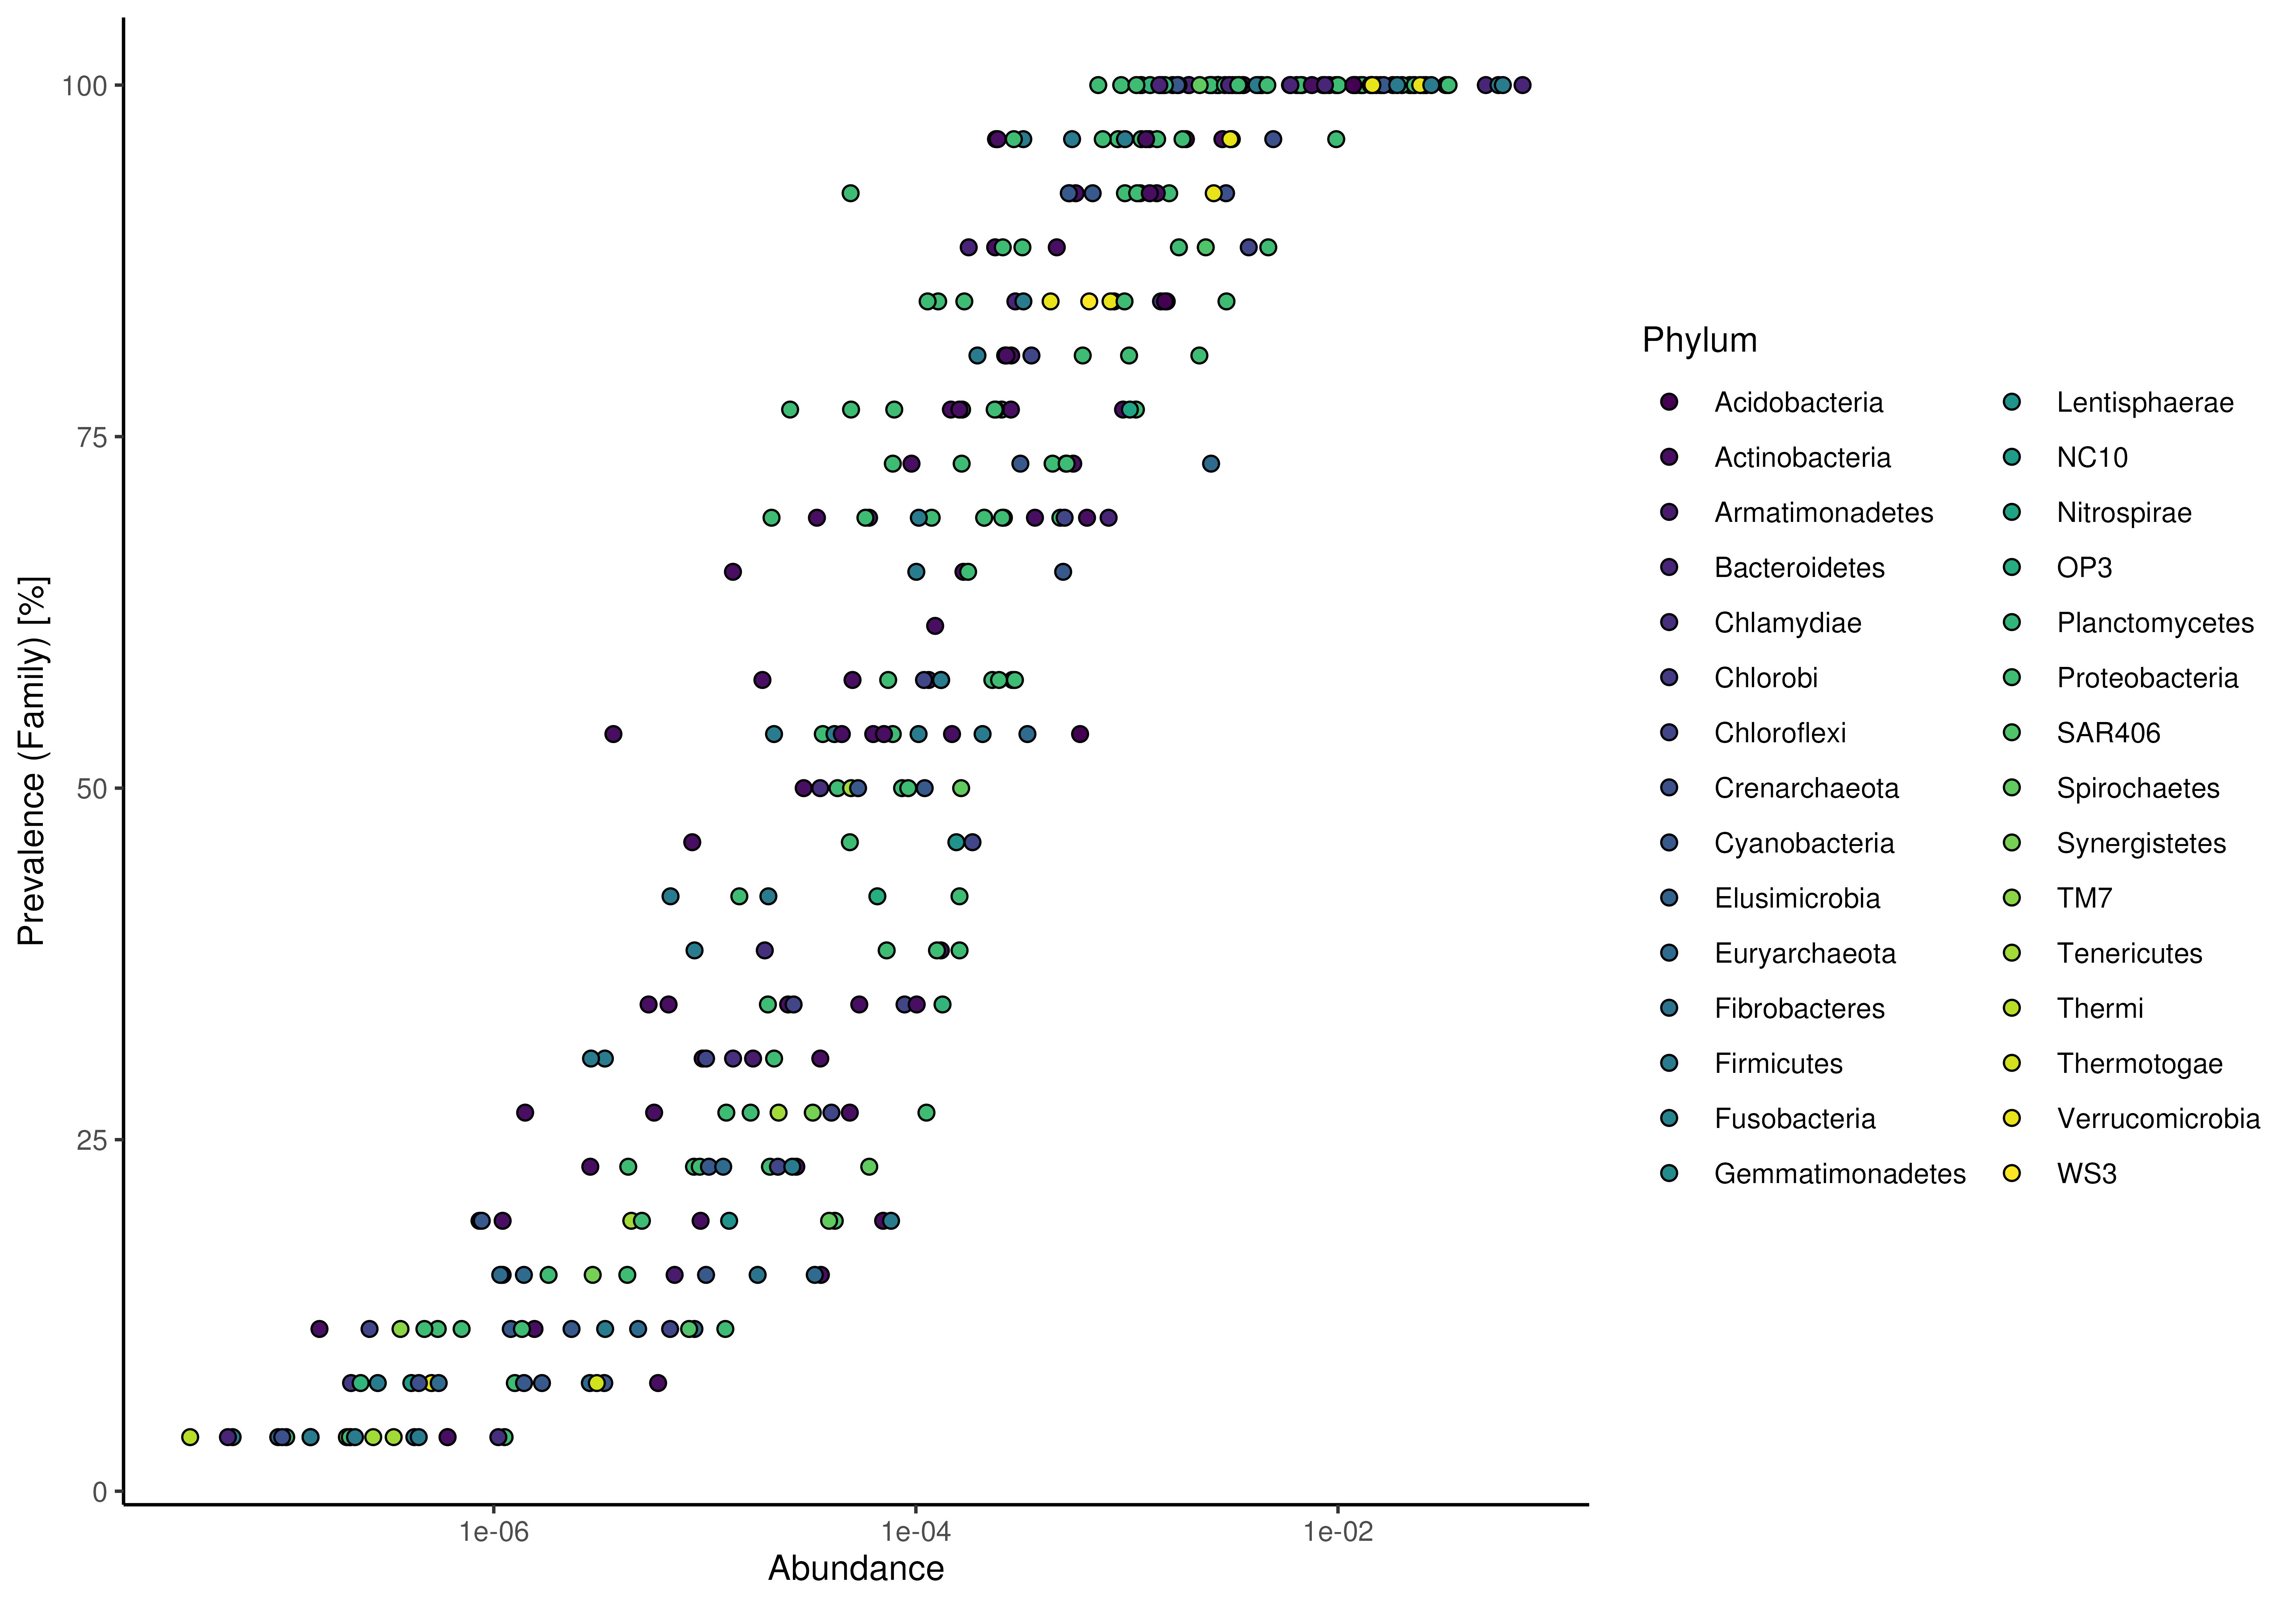 100
75
50
25
0
Prevalence (Family) [%]
1e-06
1e-04
1e-02
Abundance
Phylum
Acidobacteria
Actinobacteria
Armatimonadetes
Bacteroidetes
Chlamydiae
Chlorobi
Chloroflexi
Crenarchaeota
Cyanobacteria
Elusimicrobia
Euryarchaeota
Fibrobacteres
Firmicutes
Fusobacteria
Gemmatimonadetes
Lentisphaerae
NC10
Nitrospirae
OP3
Planctomycetes
Proteobacteria
SAR406
Spirochaetes
Synergistetes
TM7
Tenericutes
Thermi
Thermotogae
Verrucomicrobia
WS3